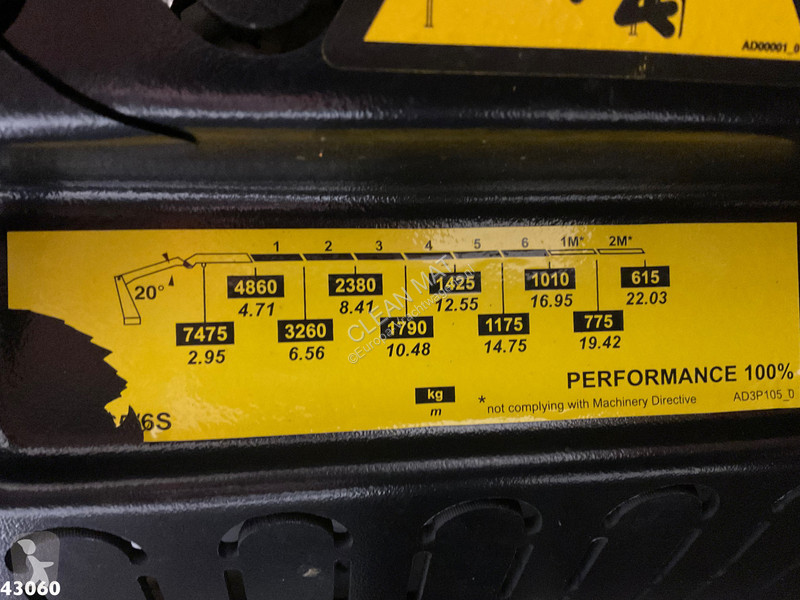 AD00001_0
1 2 3 4 5 6 1M* 2M*
20°
4860 2380 1425 1010 615
4.71 8.41 12.55 16.95 22.03
7475 3260 1790 1175 775
2.95 6.56 10.48 14.75 19.42
PERFORMANCE 100%
kg
m
* not complying with Machinery Directive
AD3P105_0
6S
CLEAN MAT
43060